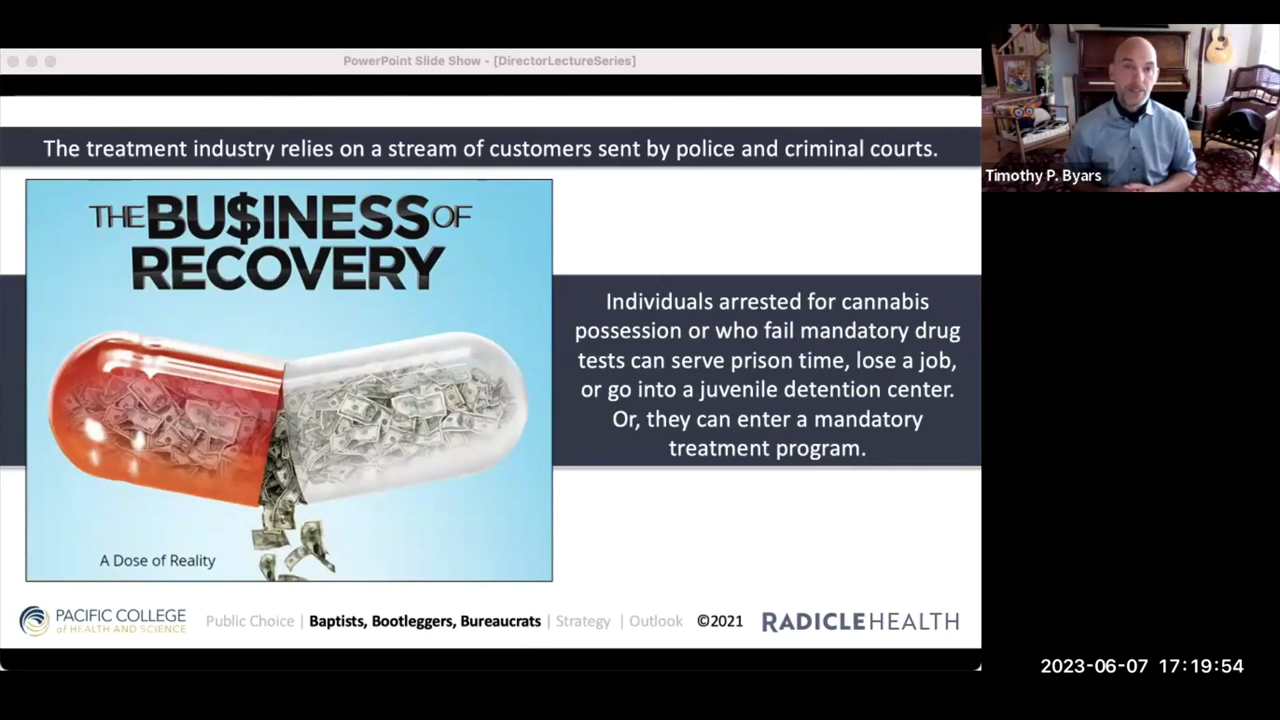 PowerPoint Slide Show - [DirectorLectureSeries]
The treatment industry relies on a stream of customers sent by police and criminal courts.
THE BU$INESS OF
RECOVERY
A Dose of Reality
Individuals arrested for cannabis
possession or who fail mandatory drug
tests can serve prison time, lose a job,
or go into a juvenile detention center.
Or, they can enter a mandatory
treatment program.
PACIFIC COLLEGE
of HEALTH AND SCIENCE
Public Choice | Baptists, Bootleggers, Bureaucrats | Strategy | Outlook ©2021
RADICLEHEALTH
Timothy P. Byars
2023-06-07 17:19:54